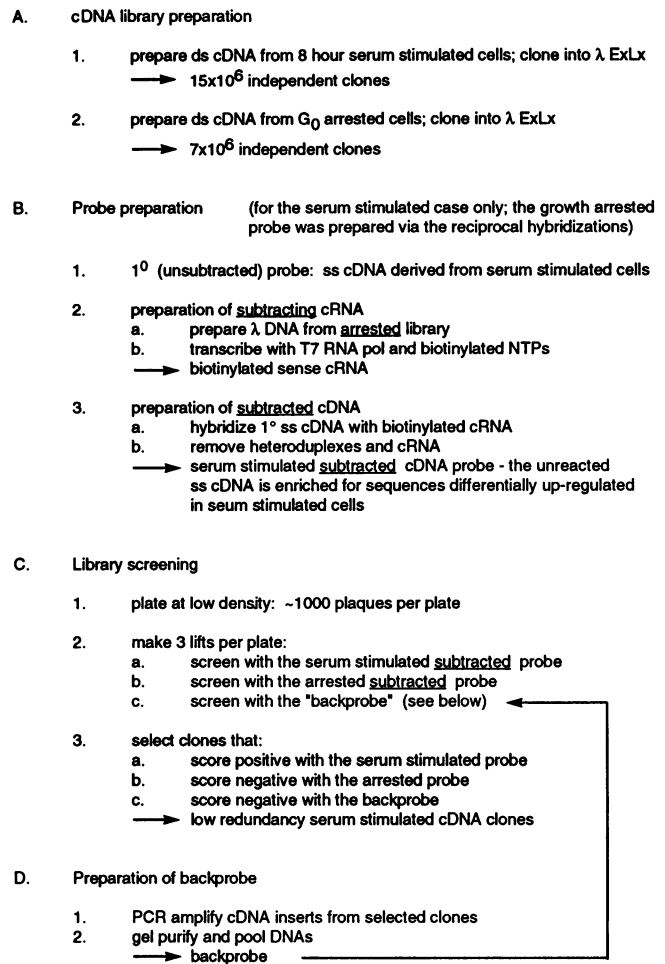 A. cDNA library preparation
1. prepare ds cDNA from 8 hour serum stimulated cells; clone into λ ExLx
⟶ 15x10⁶ independent clones
2. prepare ds cDNA from G₀ arrested cells; clone into λ ExLx
⟶ 7x10⁶ independent clones
B. Probe preparation (for the serum stimulated case only; the growth arrested
probe was prepared via the reciprocal hybridizations)
1. 1⁰ (unsubtracted) probe: ss cDNA derived from serum stimulated cells
2. preparation of subtracting cRNA
a. prepare λ DNA from arrested library
b. transcribe with T7 RNA pol and biotinylated NTPs
⟶ biotinylated sense cRNA
3. preparation of subtracted cDNA
a. hybridize 1° ss cDNA with biotinylated cRNA
b. remove heteroduplexes and cRNA
⟶ serum stimulated subtracted cDNA probe - the unreacted
ss cDNA is enriched for sequences differentially up-regulated
in seum stimulated cells
C. Library screening
1. plate at low density: ~1000 plaques per plate
2. make 3 lifts per plate:
a. screen with the serum stimulated subtracted probe
b. screen with the arrested subtracted probe
c. screen with the "backprobe" (see below)
3. select clones that:
a. score positive with the serum stimulated probe
b. score negative with the arrested probe
c. score negative with the backprobe
⟶ low redundancy serum stimulated cDNA clones
D. Preparation of backprobe
1. PCR amplify cDNA inserts from selected clones
2. gel purify and pool DNAs
⟶ backprobe